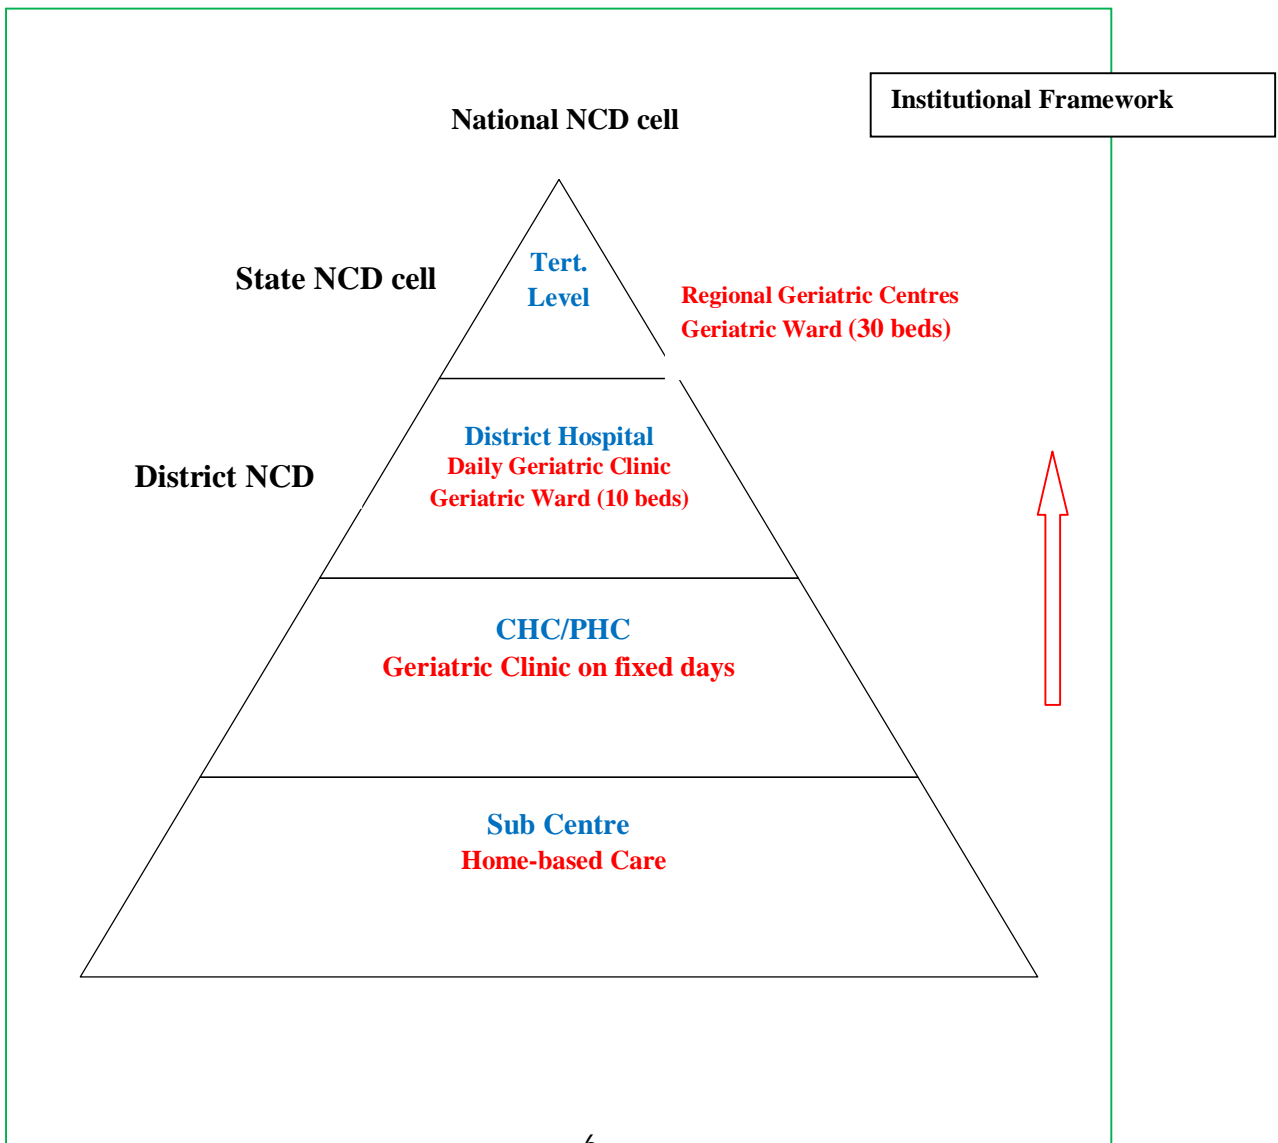 Institutional Framework
National NCD cell
State NCD cell
Tert.
Level
Regional Geriatric Centres
Geriatric Ward (30 beds)
District NCD
District Hospital
Daily Geriatric Clinic
Geriatric Ward (10 beds)
CHC/PHC
Geriatric Clinic on fixed days
Sub Centre
Home-based Care